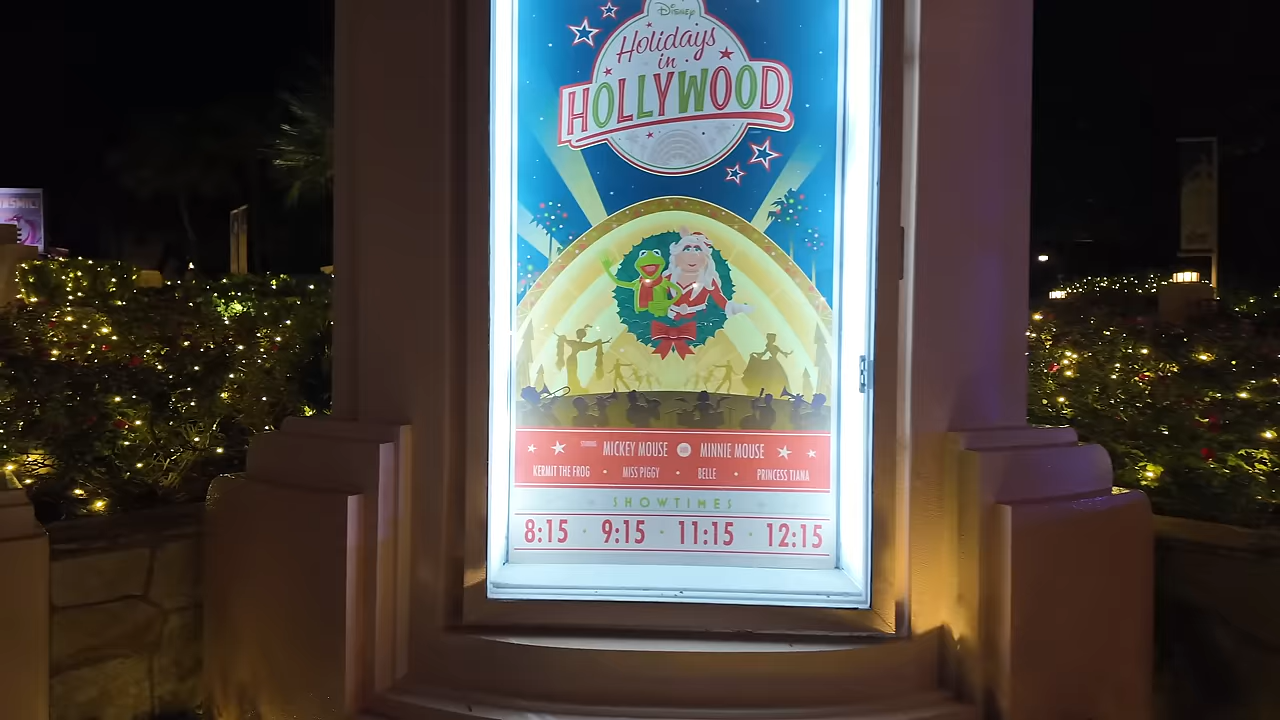 Disney
Holidays
in
HOLLYWOOD
MICKEY MOUSE AND MINNIE MOUSE
KERMIT THE FROG • MISS PIGGY • BELLE • PRINCESS TIANA
SHOWTIMES
8:15 • 9:15 • 11:15 • 12:15